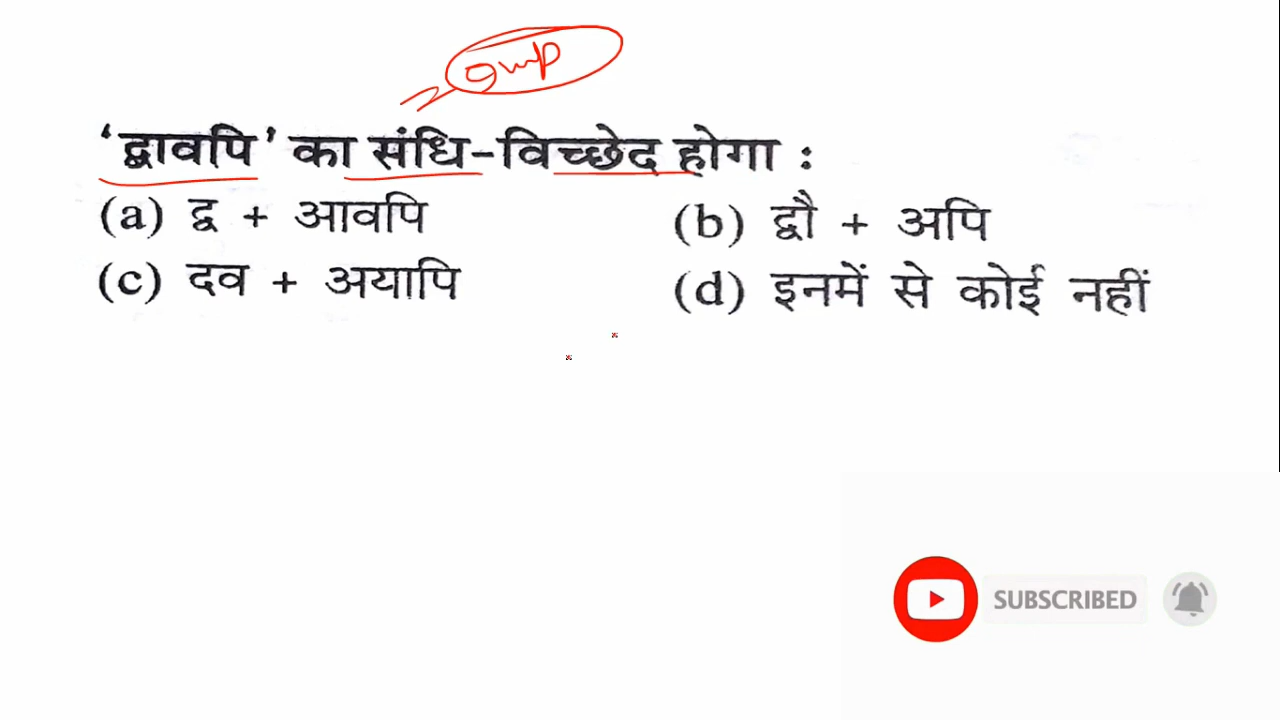 Imp
‘द्वावपि’ का संधि-विच्छेद होगा :
(a) द्व + आवपि (b) द्वौ + अपि
(c) दव + अयापि (d) इनमें से कोई नहीं
SUBSCRIBED